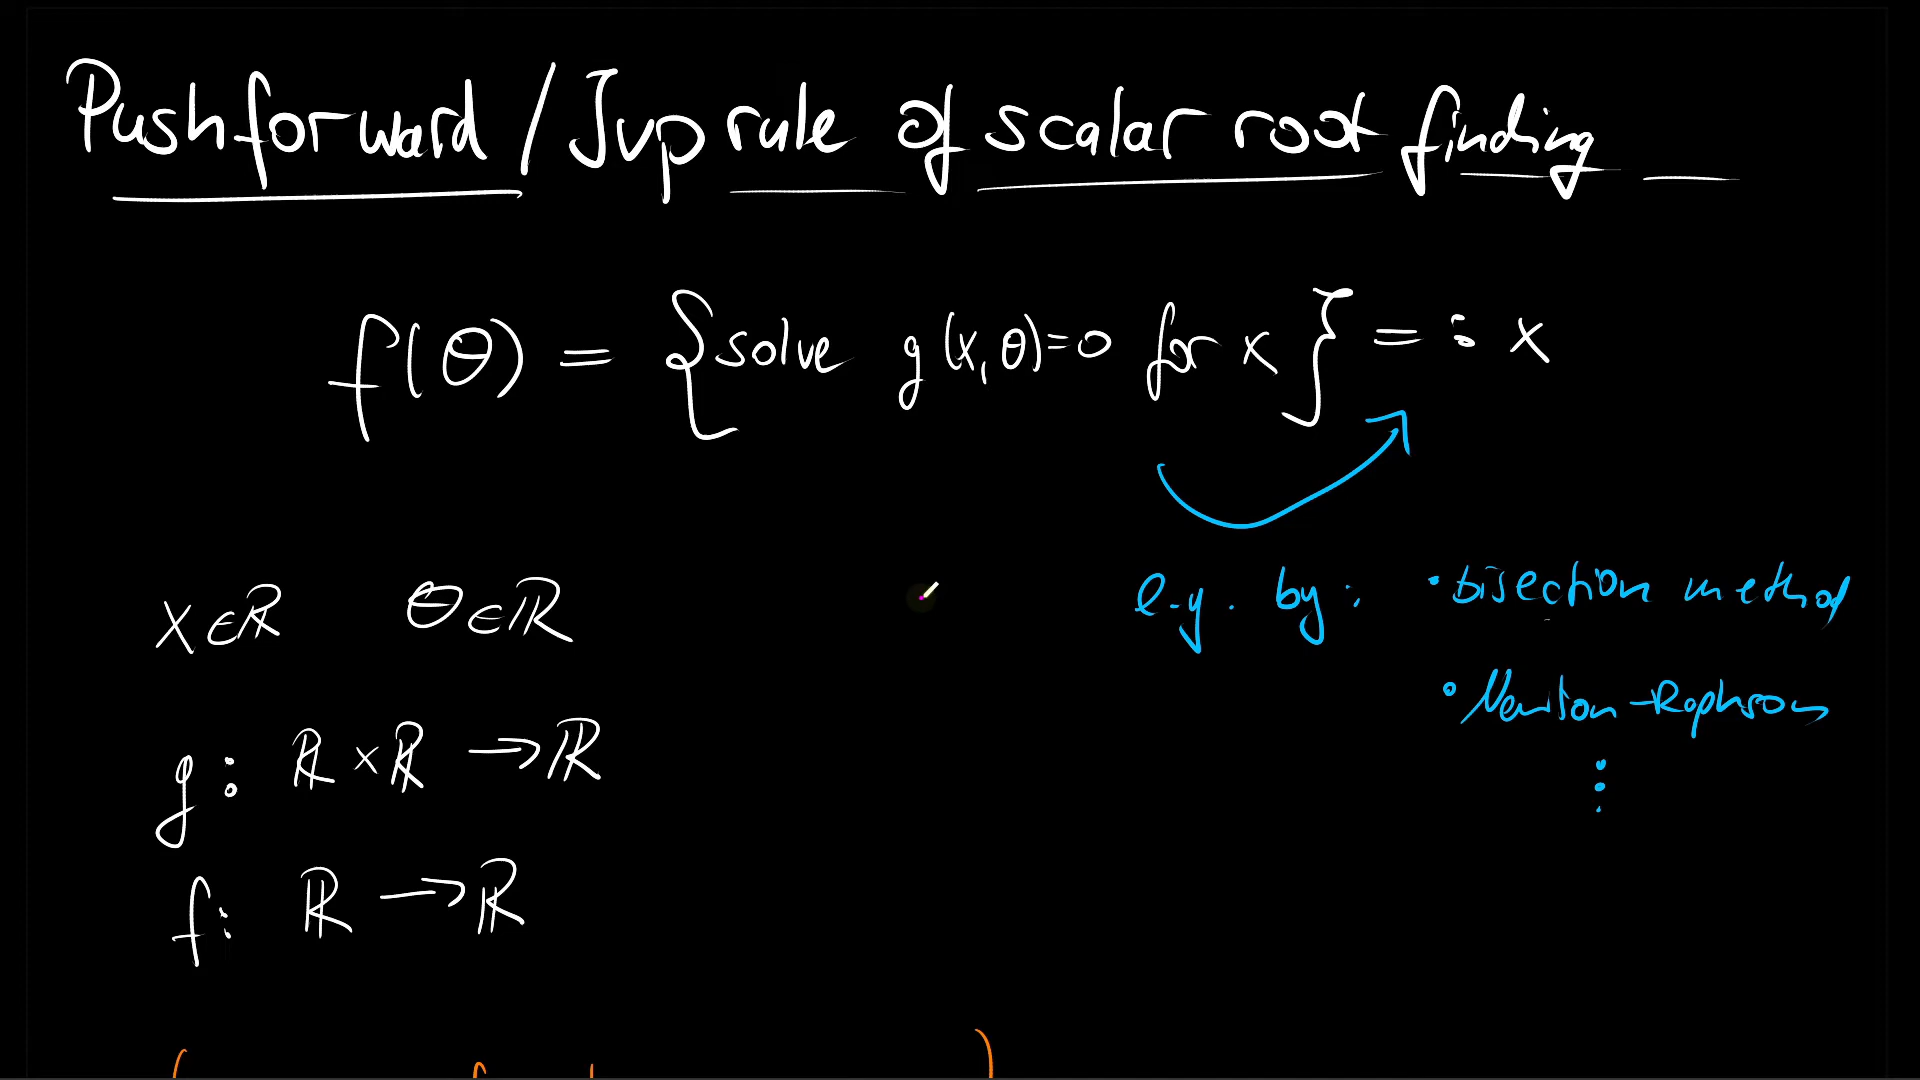 Pushforward / Jvp rule of scalar root finding
f(θ) = {solve g(x,θ)=0 for x} =: x
x∈ℝ θ∈ℝ
e.g. by: • bisection method
• Newton-Raphson
g: ℝ×ℝ → ℝ
⋮
f: ℝ → ℝ